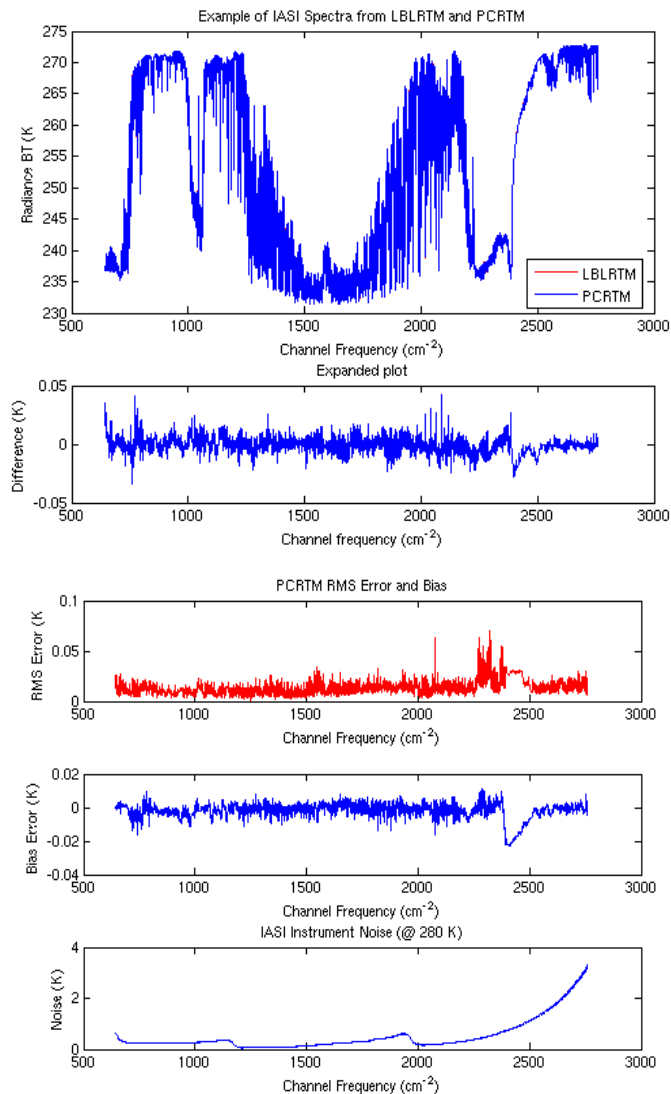 Example of IASI Spectra from LBLRTM and PCRTM
275
270
265
260
255
250
245
240
235
230
Radiance BT (K
LBLRTM
PCRTM
500 1000 1500 2000 2500 3000
Channel Frequency (cm⁻²)
Expanded plot
0.05
0
-0.05
Difference (K)
500 1000 1500 2000 2500 3000
Channel frequency (cm⁻²)
PCRTM RMS Error and Bias
0.1
0.05
0
RMS Error (K
500 1000 1500 2000 2500 3000
Channel Frequency (cm⁻²)
0.02
0
-0.02
-0.04
Bias Error (K)
500 1000 1500 2000 2500 3000
Channel Frequency (cm⁻²)
IASI Instrument Noise (@ 280 K)
4
2
0
Noise (K)
500 1000 1500 2000 2500 3000
Channel Frequency (cm⁻²)